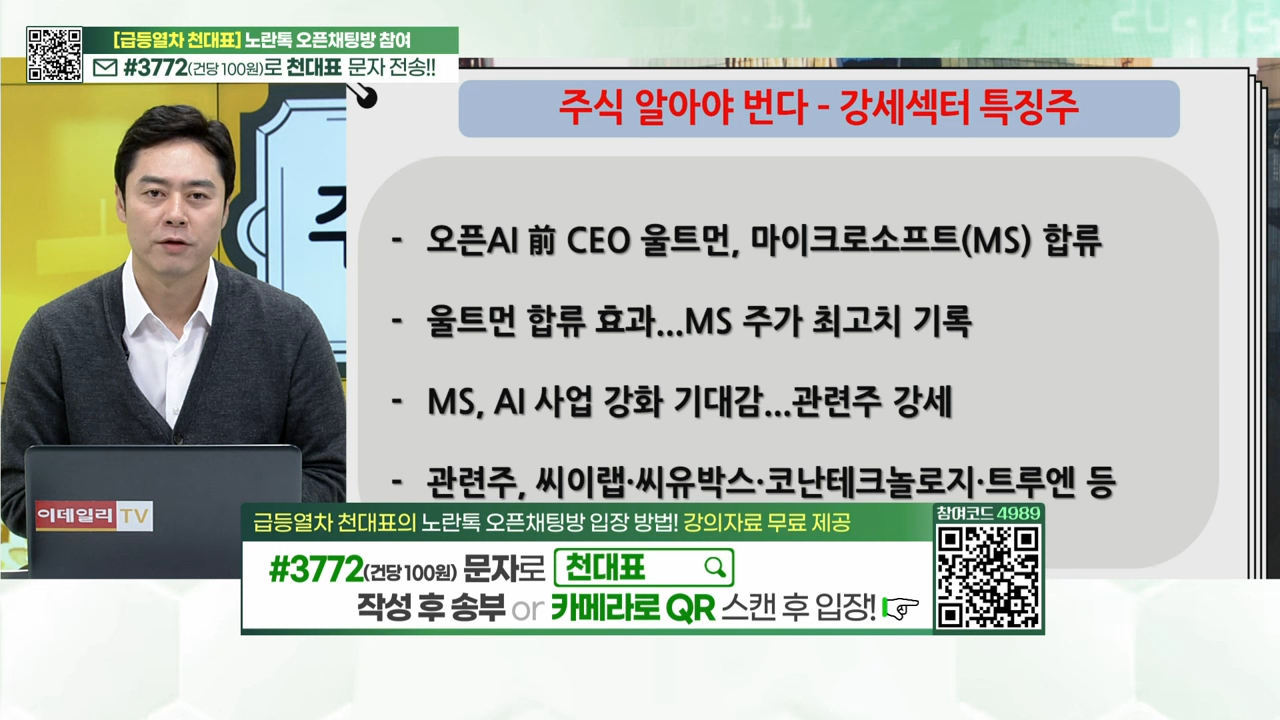 [급등열차 천대표] 노란톡 오픈채팅방 참여
#3772(건당 100원)로 천대표 문자 전송!!
주식 알아야 번다 - 강세섹터 특징주
- 오픈AI 前 CEO 울트먼, 마이크로소프트(MS) 합류
- 울트먼 합류 효과...MS 주가 최고치 기록
- MS, AI 사업 강화 기대감...관련주 강세
- 관련주, 씨이랩·씨유박스·코난테크놀로지·트루엔 등
이데일리 TV
급등열차 천대표의 노란톡 오픈채팅방 입장 방법! 강의자료 무료 제공
참여코드 4989
#3772(건당 100원) 문자로 천대표
작성 후 송부 or 카메라로 QR 스캔 후 입장!